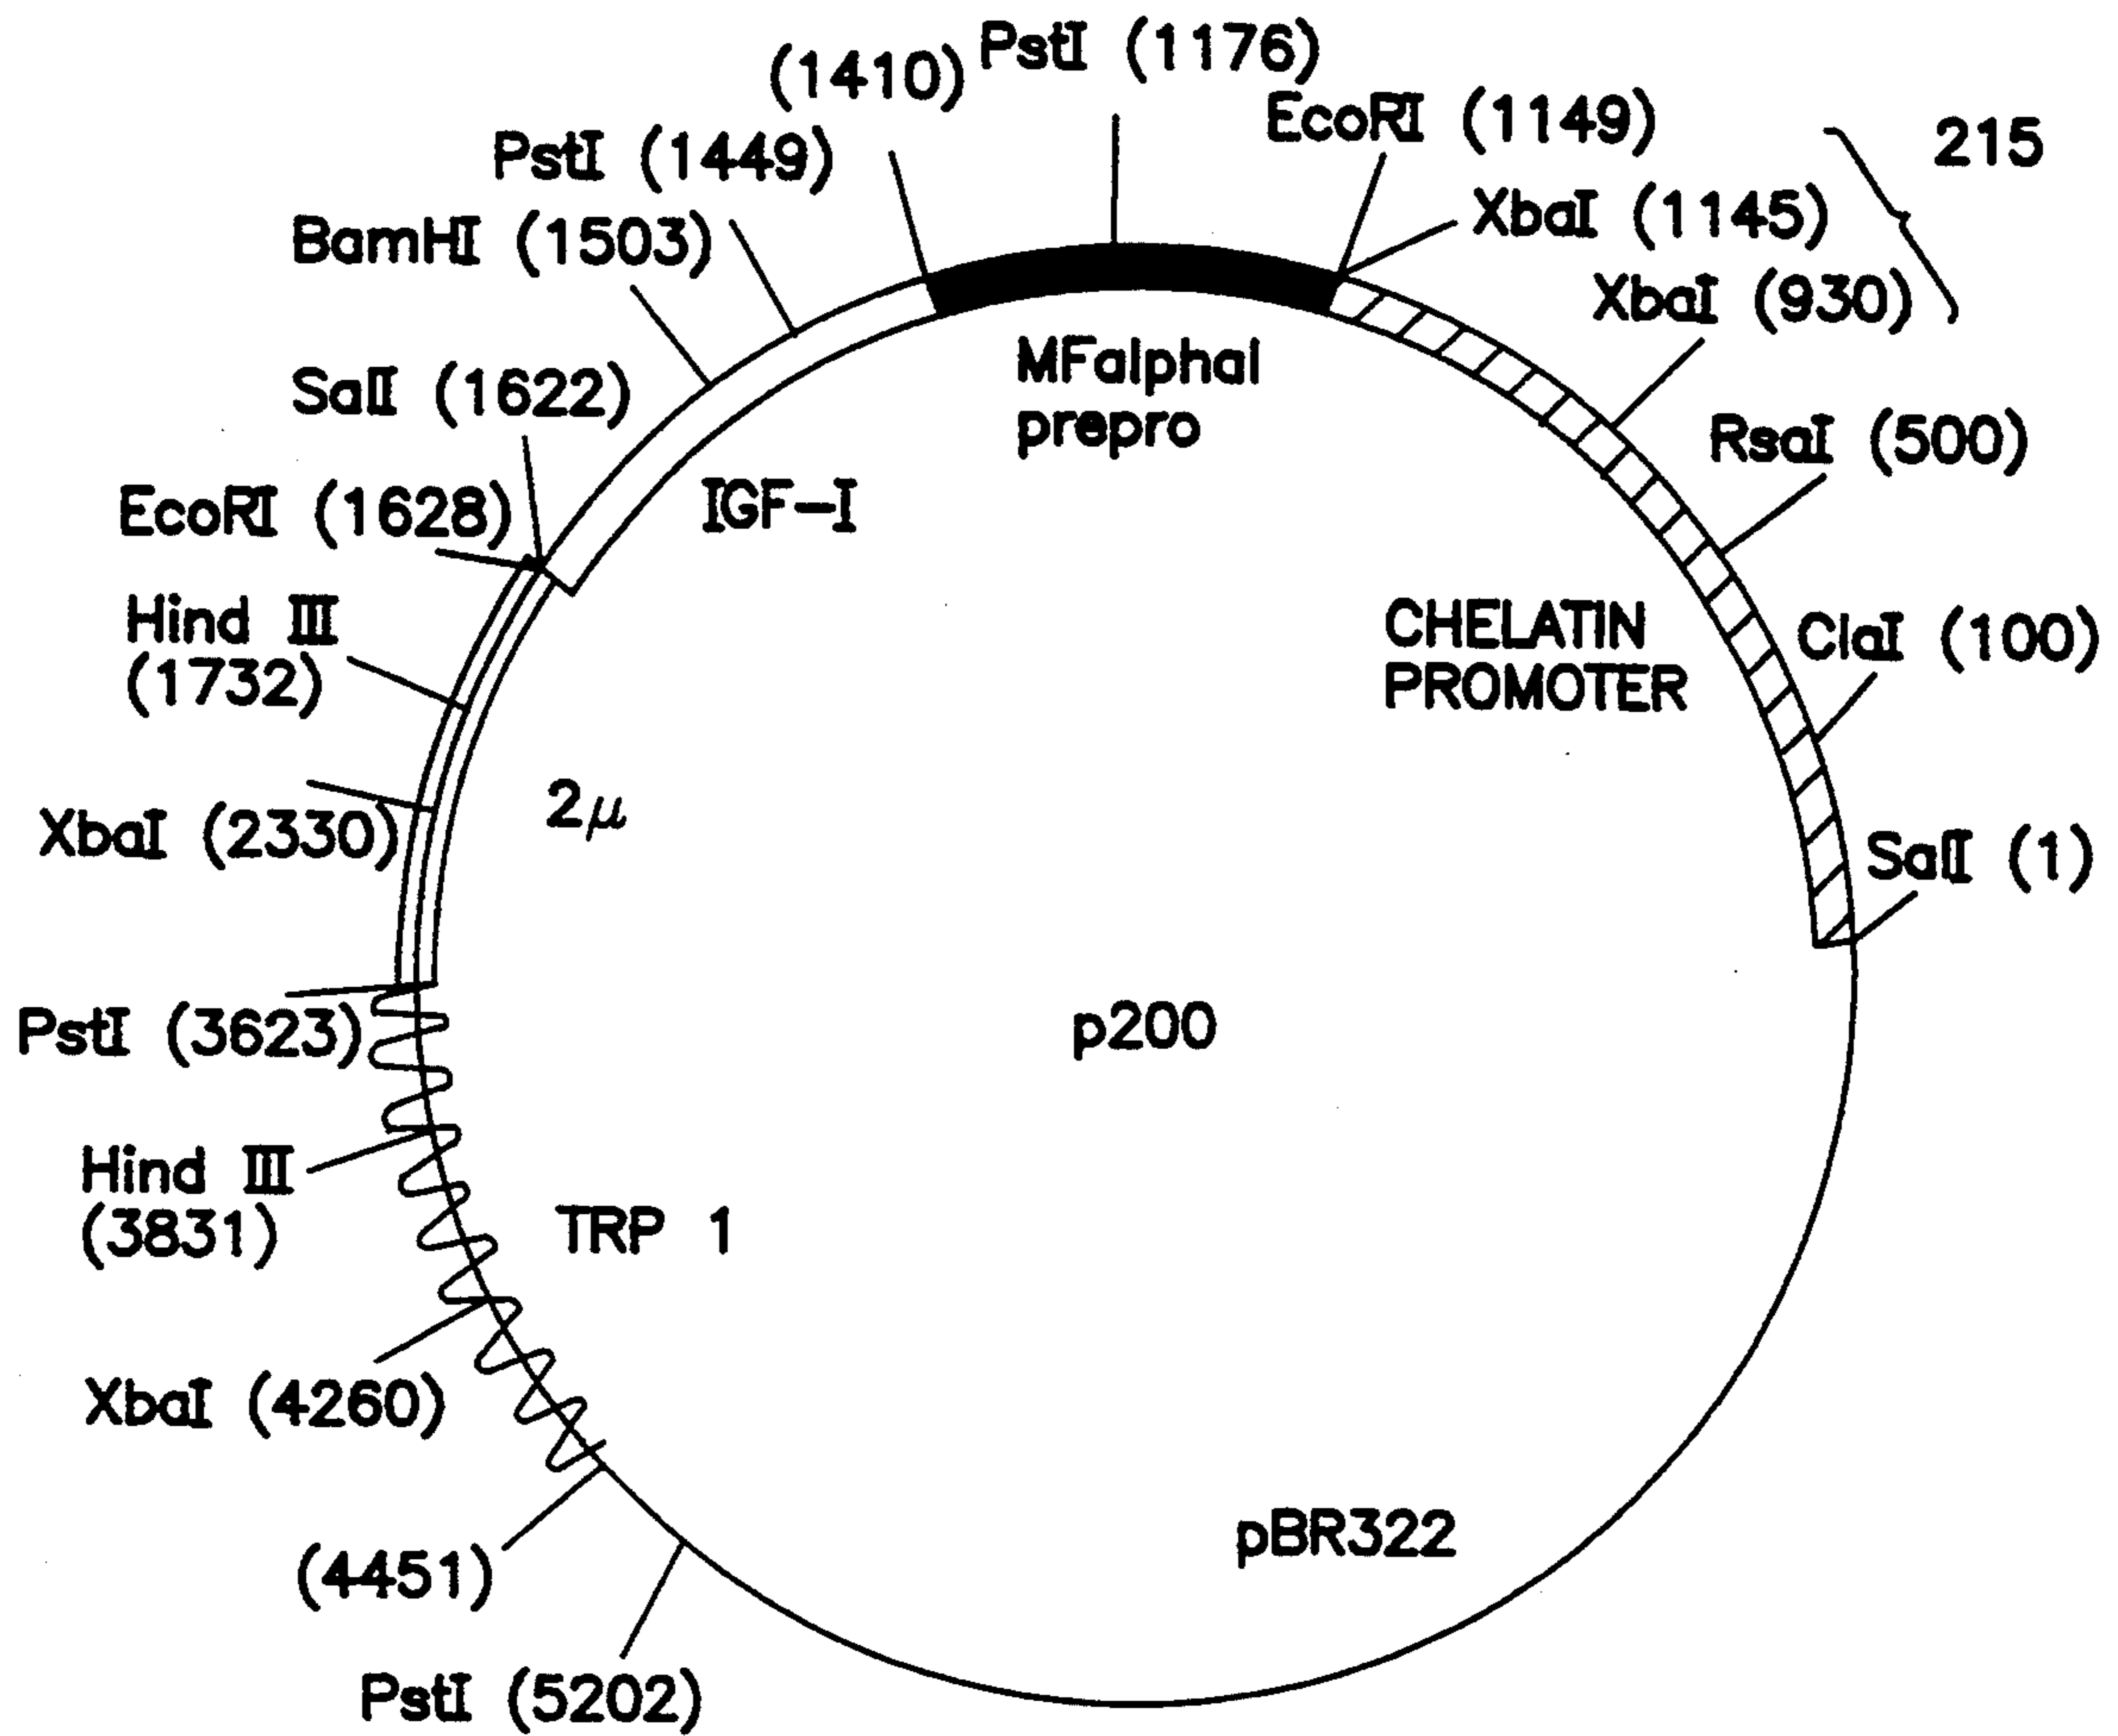 (1410)
PstI (1176)
EcoRI (1149)
215
PstI (1449)
XbaI (1145)
BamHI (1503)
XbaI (930)
SalI (1622)
MFalphaI
prepro
RsaI (500)
EcoRI (1628)
IGF-I
Hind III
(1732)
CHELATIN
PROMOTER
ClaI (100)
XbaI (2330)
2μ
SalI (1)
PstI (3623)
p200
Hind III
(3831)
TRP 1
XbaI (4260)
pBR322
(4451)
PstI (5202)